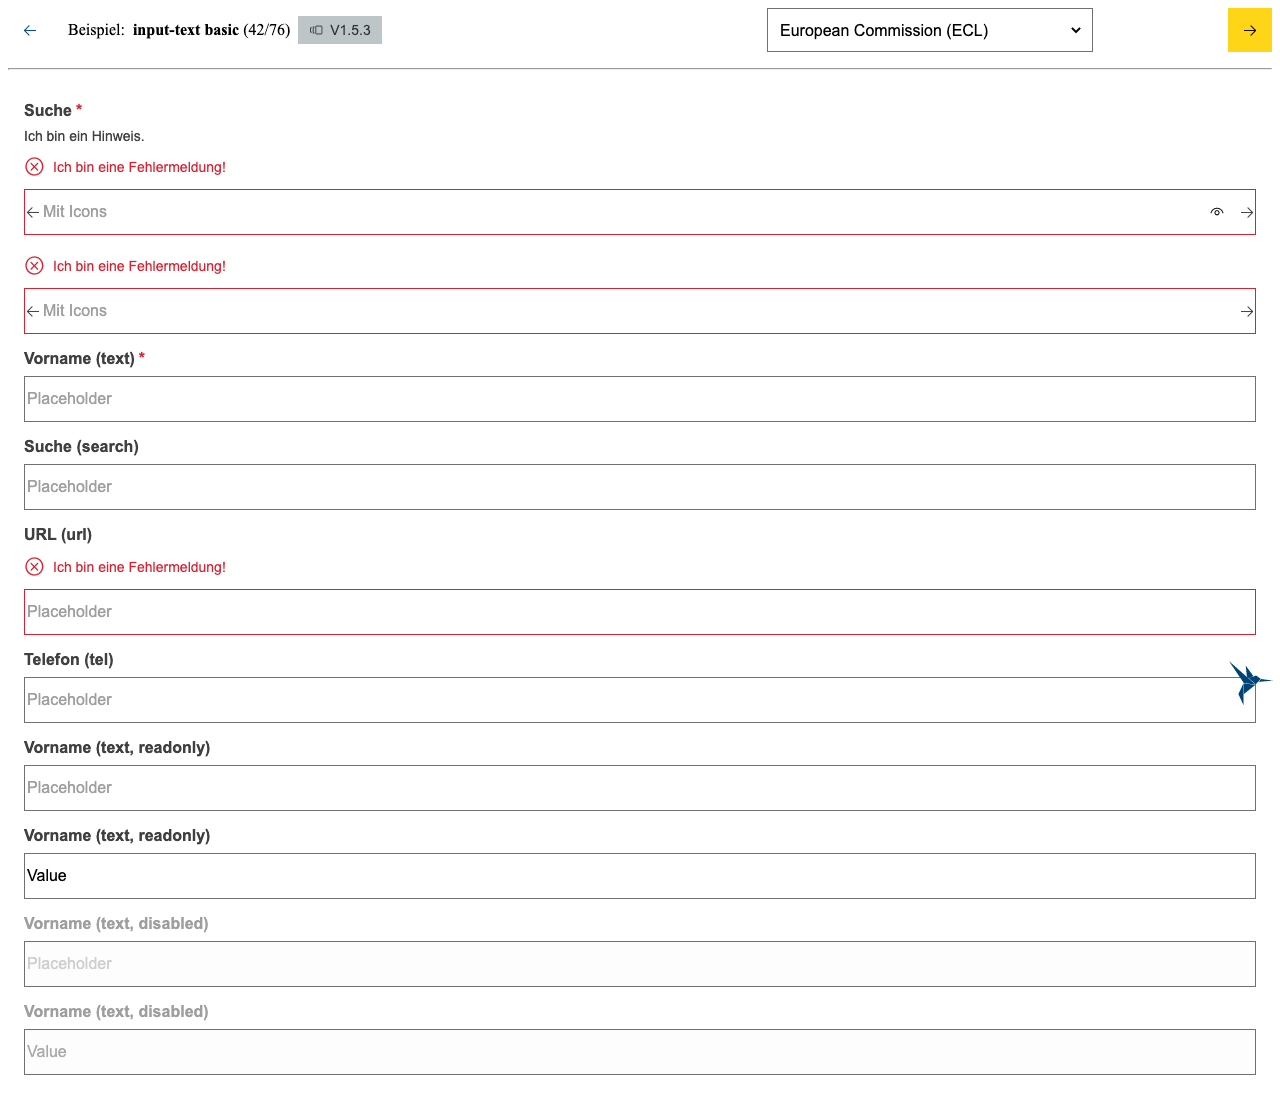 Beispiel: input-text basic (42/76) V1.5.3 European Commission (ECL)
Suche *
Ich bin ein Hinweis.
Ich bin eine Fehlermeldung!
Mit Icons
Ich bin eine Fehlermeldung!
Mit Icons
Vorname (text) *
Placeholder
Suche (search)
Placeholder
URL (url)
Ich bin eine Fehlermeldung!
Placeholder
Telefon (tel)
Placeholder
Vorname (text, readonly)
Placeholder
Vorname (text, readonly)
Value
Vorname (text, disabled)
Placeholder
Vorname (text, disabled)
Value